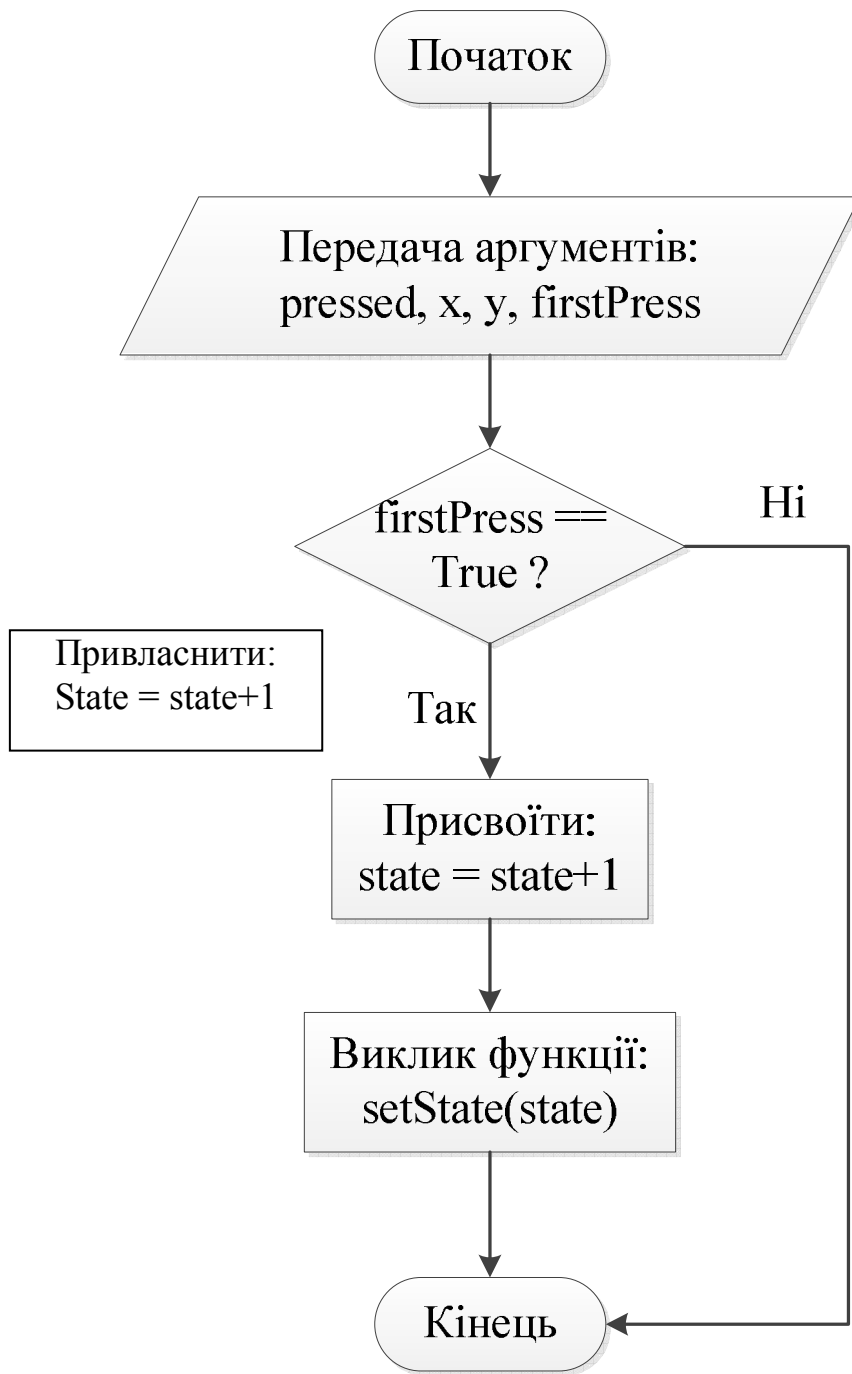 Початок
Передача аргументів:
pressed, x, y, firstPress
firstPress ==
True ?
Ні
Привласнити:
State = state+1
Так
Присвоїти:
state = state+1
Виклик функції:
setState(state)
Кінець